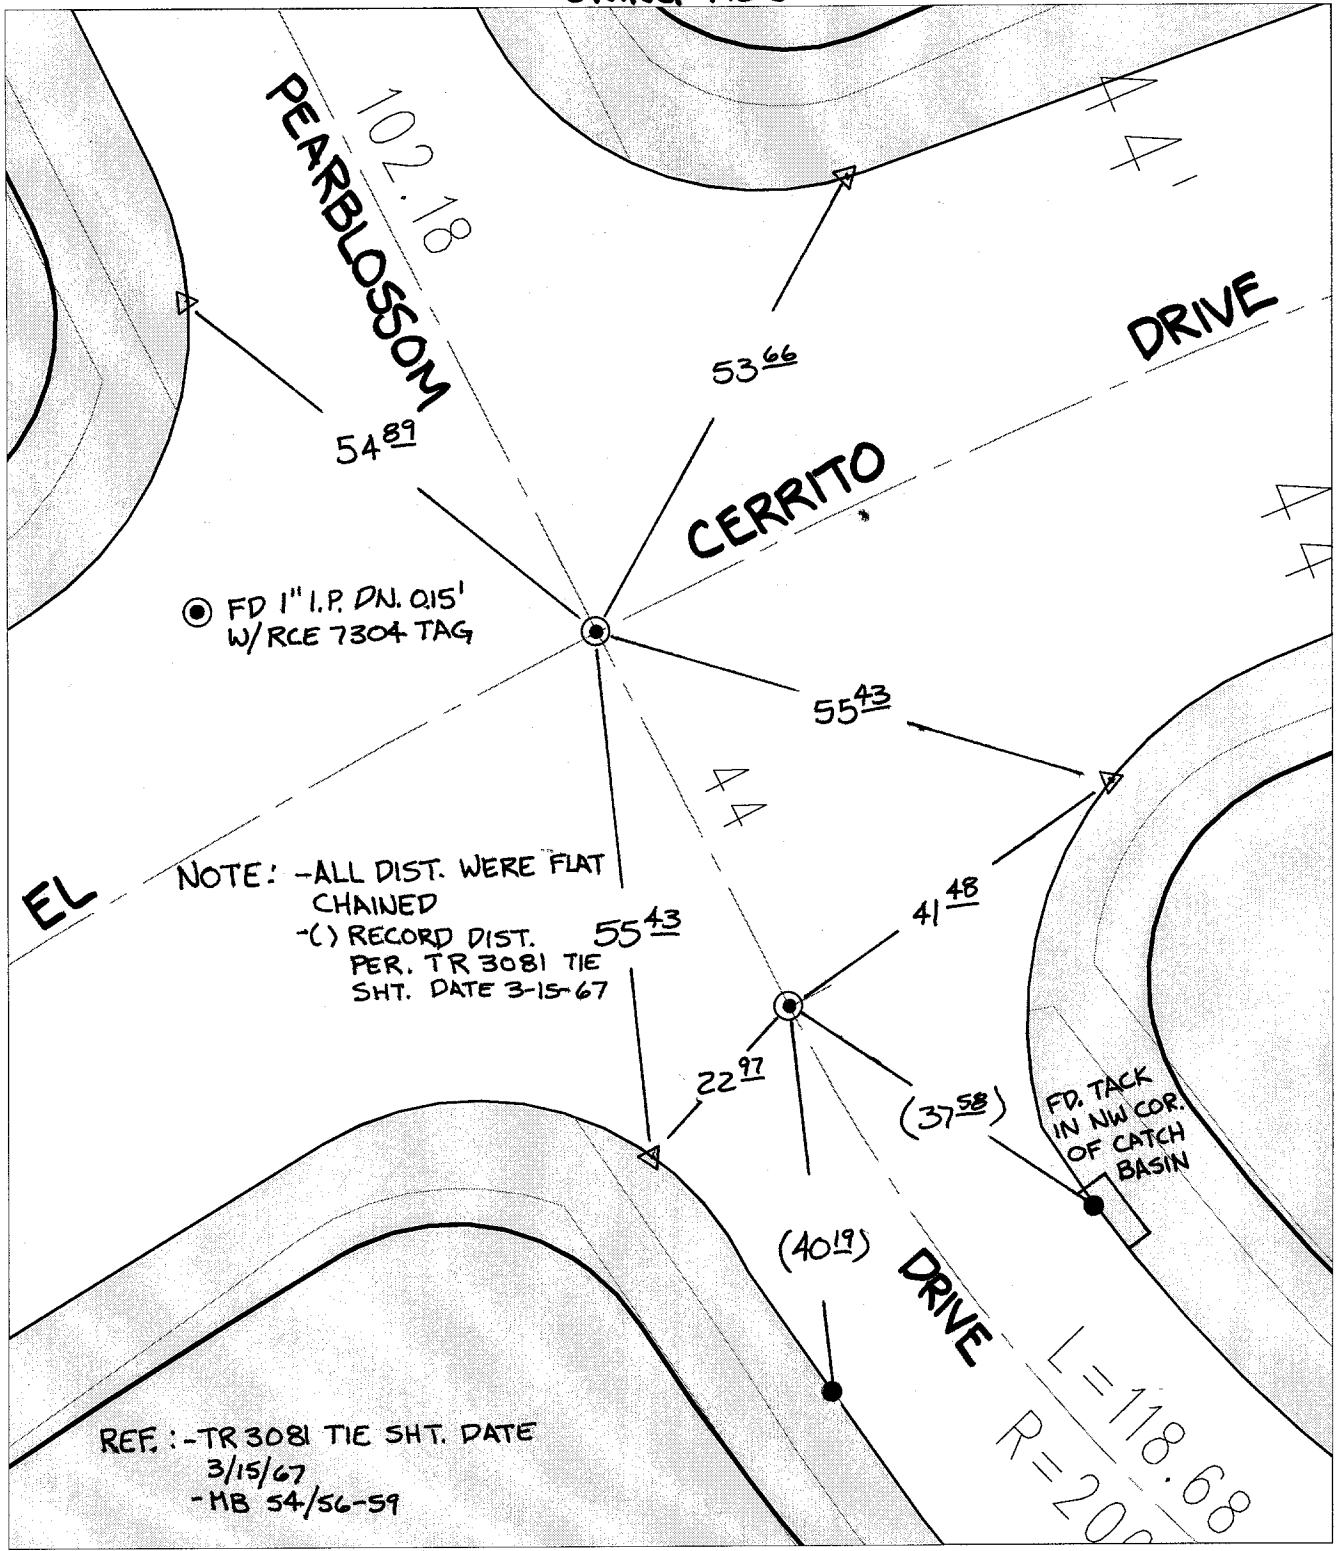 PEARBLOSSOM
102.18
44'
DRIVE
53 66
54 89
CERRITO
44
FD 1" I.P. DN. 0.15'
W/RCE 7304 TAG
55 43
44
EL
NOTE: -ALL DIST. WERE FLAT
CHAINED
-( ) RECORD DIST.
PER. TR 3081 TIE
SHT. DATE 3-15-67
55 43
41 48
22 97
(37 58)
FD. TACK
IN NW COR.
OF CATCH
BASIN
(40 19)
DRIVE
L=118.68
REF.: -TR 3081 TIE SHT. DATE
3/15/67
-MB 54/56-59